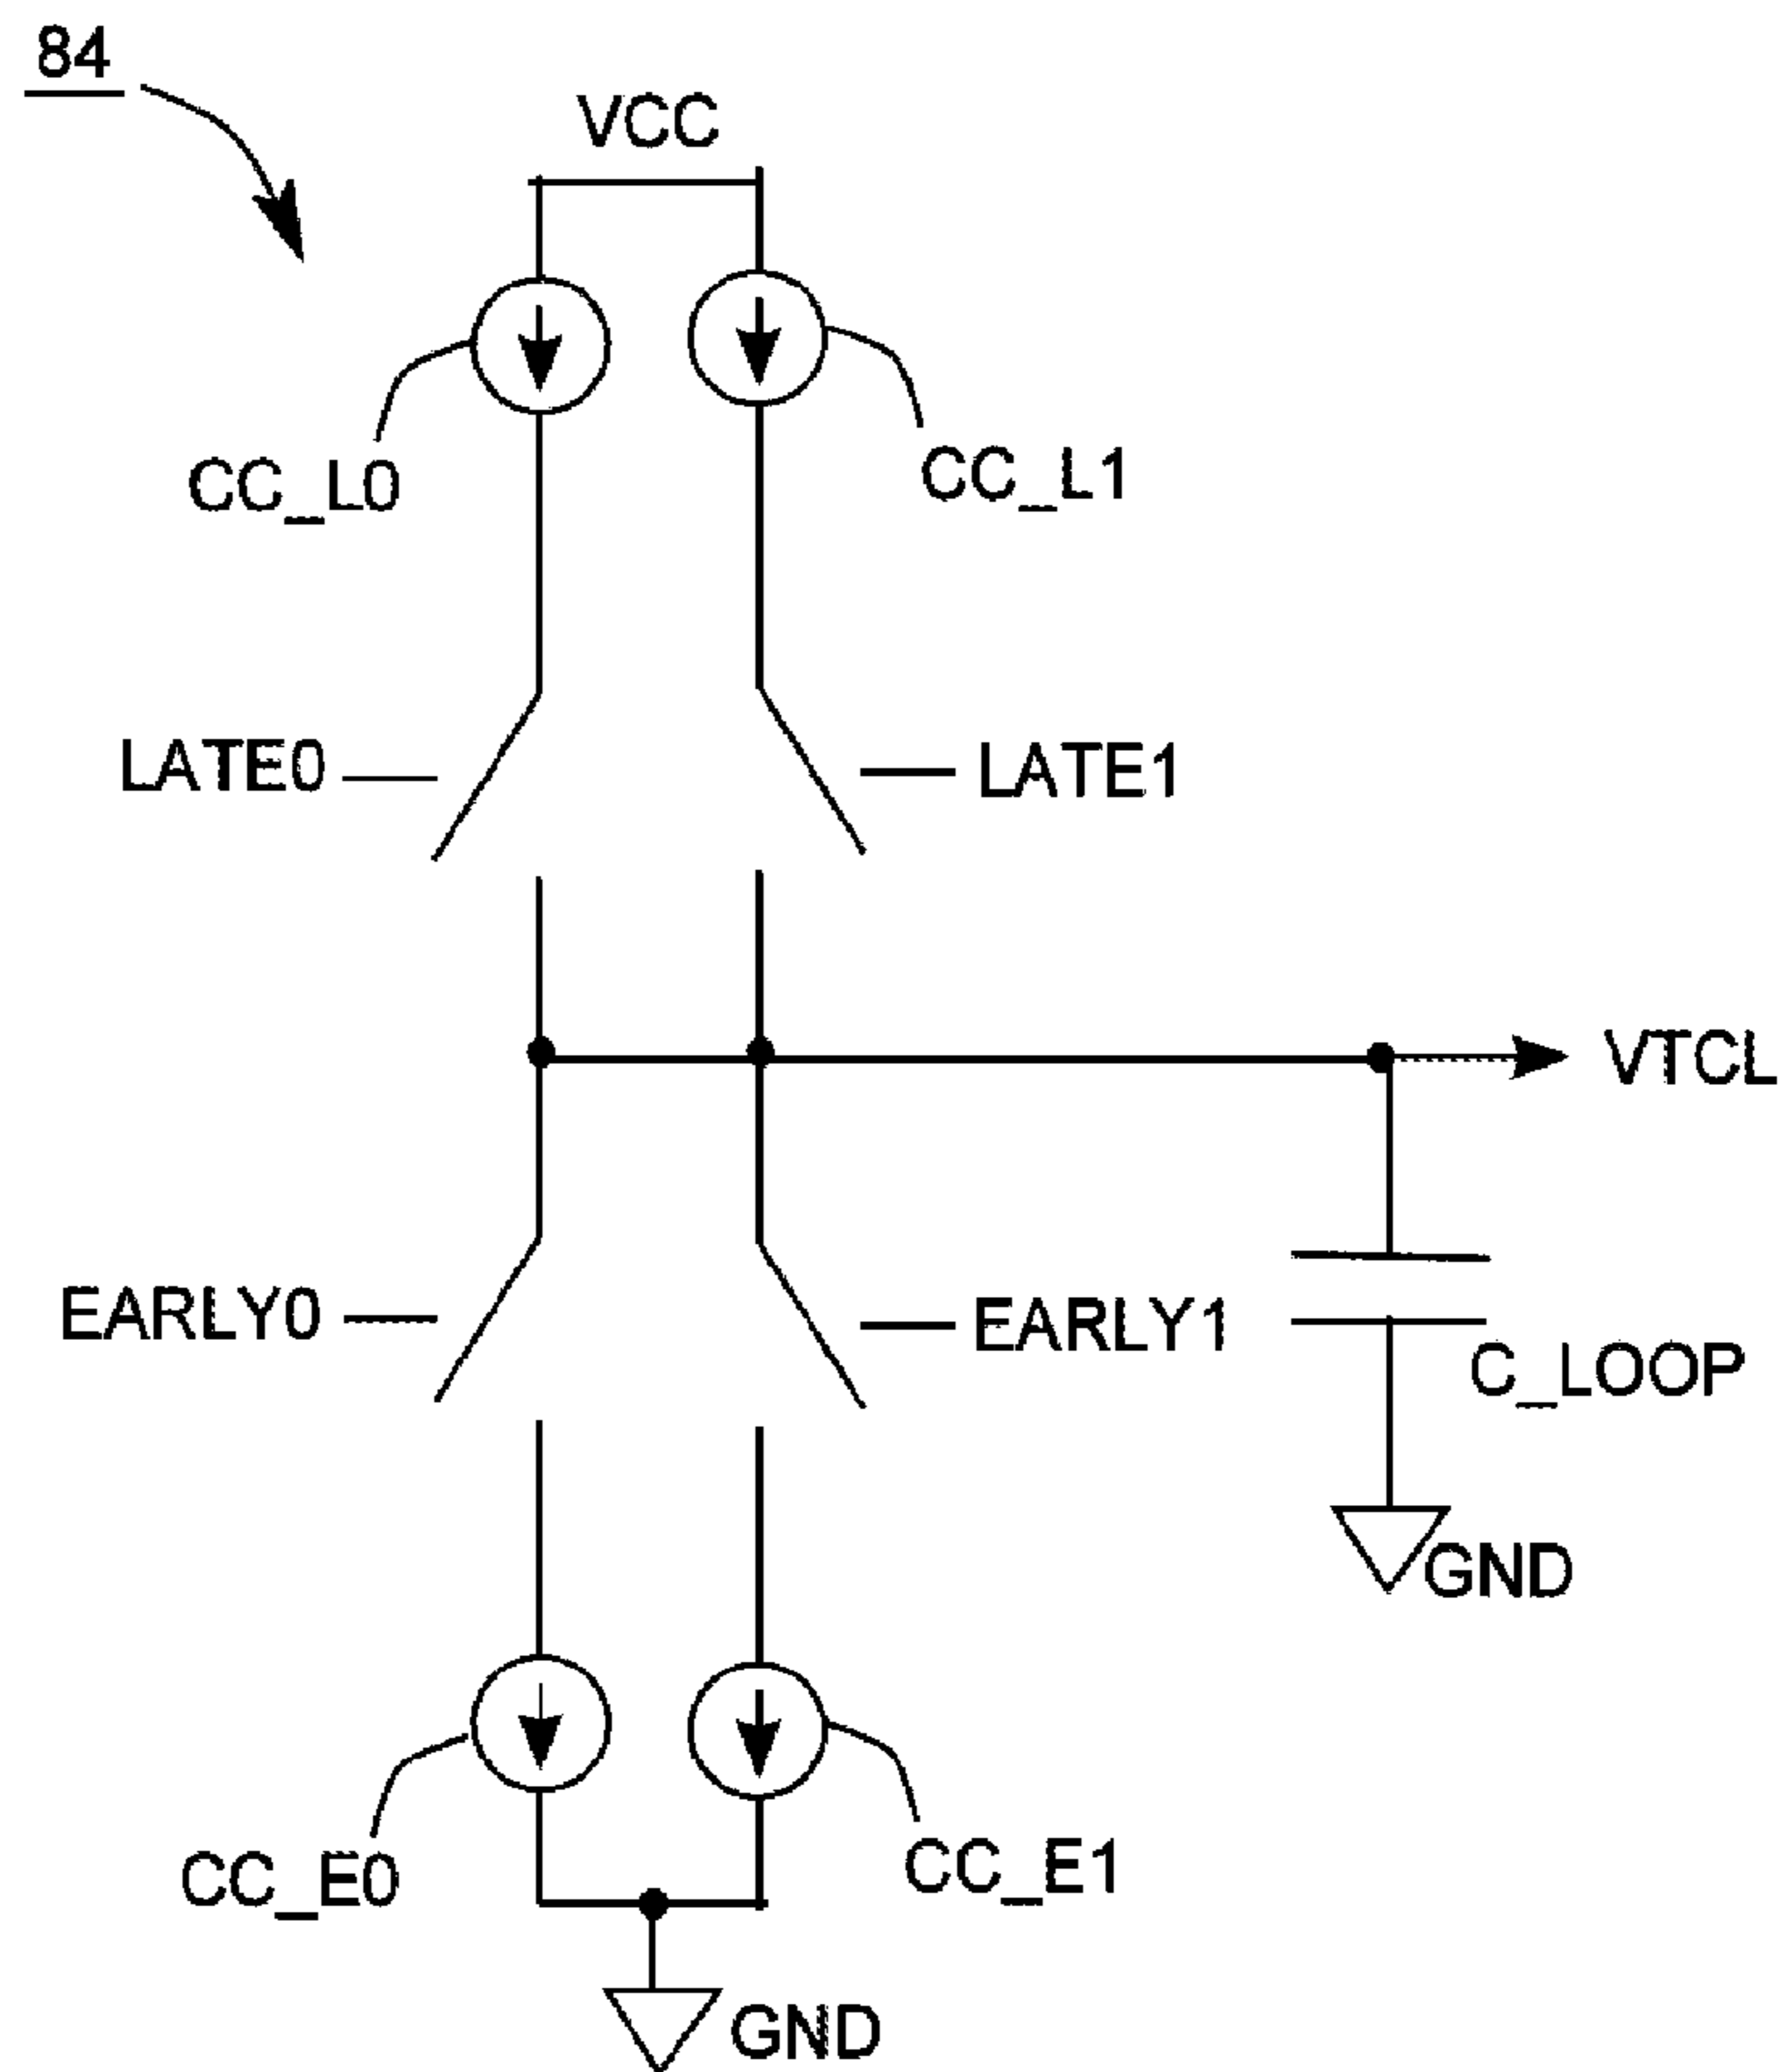 84
VCC
CC_L0
CC_L1
LATE0
LATE1
VTCL
EARLY0
EARLY1
C_LOOP
GND
CC_E0
CC_E1
GND